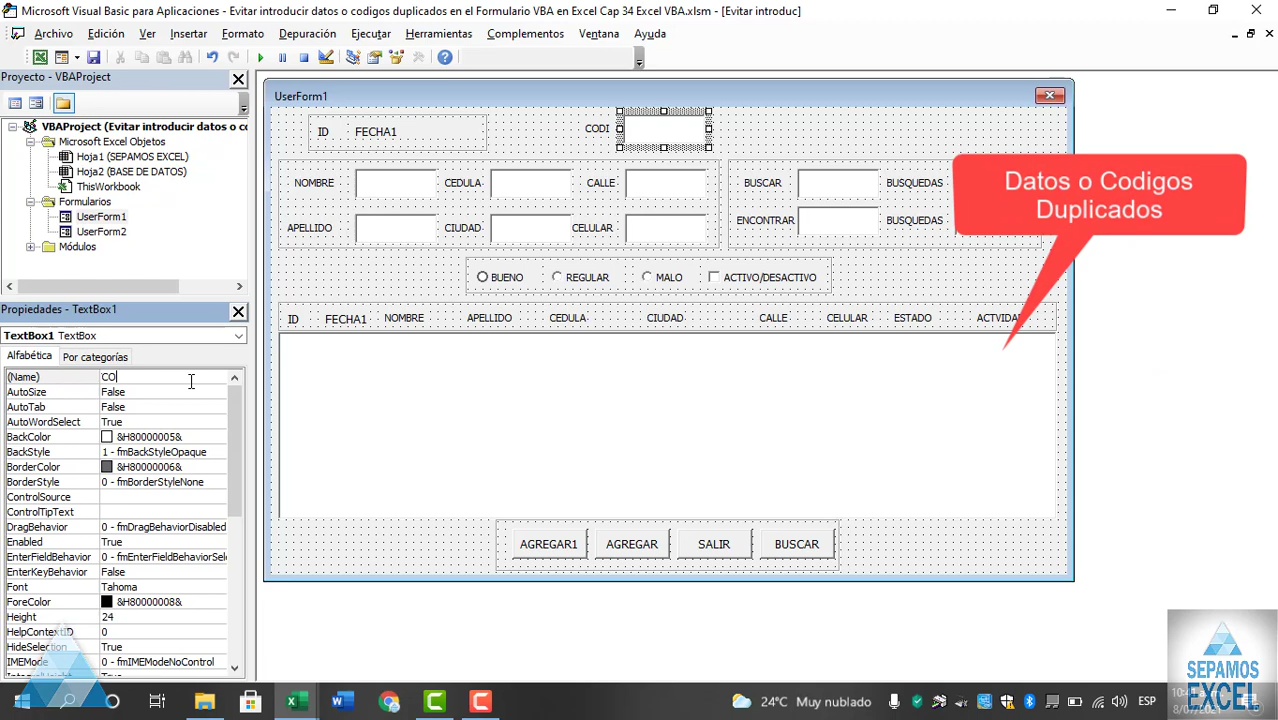 Microsoft Visual Basic para Aplicaciones - Evitar introducir datos o codigos duplicados en el Formulario VBA en Excel Cap 34 Excel VBA.xlsm - [Evitar introduc]
Archivo Edición Ver Insertar Formato Depuración Ejecutar Herramientas Complementos Ventana Ayuda
Proyecto - VBAProject
VBAProject (Evitar introducir datos o co
Microsoft Excel Objetos
Hoja1 (SEPAMOS EXCEL)
Hoja2 (BASE DE DATOS)
ThisWorkbook
Formularios
UserForm1
UserForm2
Módulos
Propiedades - TextBox1
TextBox1 TextBox
Alfabética Por categorías
(Name) CO
AutoSize False
AutoTab False
AutoWordSelect True
BackColor &H80000005&
BackStyle 1 - fmBackStyleOpaque
BorderColor &H80000006&
BorderStyle 0 - fmBorderStyleNone
ControlSource
ControlTipText
DragBehavior 0 - fmDragBehaviorDisabled
Enabled True
EnterFieldBehavior 0 - fmEnterFieldBehaviorSel
EnterKeyBehavior False
Font Tahoma
ForeColor &H80000008&
Height 24
HelpContextID 0
HideSelection True
IMEMode 0 - fmIMEModeNoControl
UserForm1
ID FECHA1 CODI
NOMBRE CEDULA CALLE BUSCAR BUSQUEDAS
APELLIDO CIUDAD CELULAR ENCONTRAR BUSQUEDAS
BUENO REGULAR MALO ACTIVO/DESACTIVO
ID FECHA1 NOMBRE APELLIDO CEDULA CIUDAD CALLE CELULAR ESTADO ACTVIDAD
AGREGAR1 AGREGAR SALIR BUSCAR
Datos o Codigos
Duplicados
SEPAMOS
EXCEL
24°C Muy nublado ESP